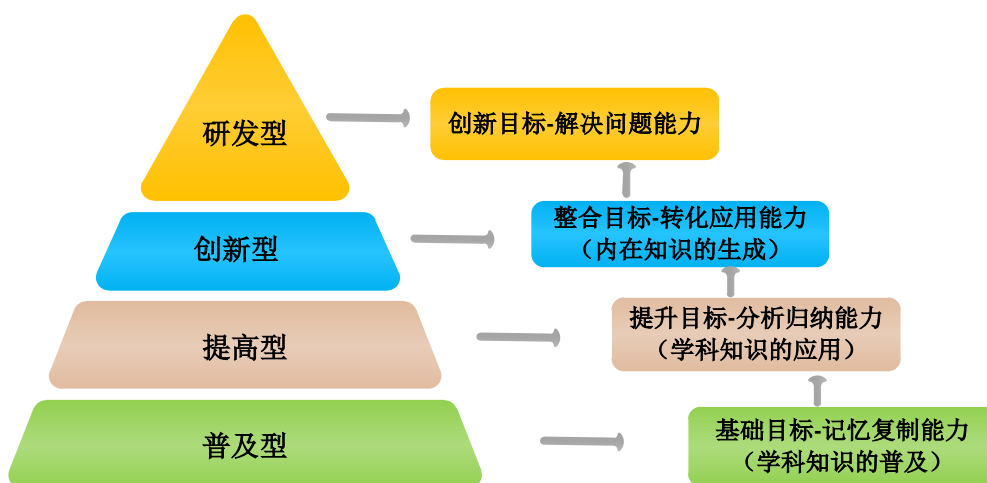 研发型
创新目标-解决问题能力
创新型
整合目标-转化应用能力
（内在知识的生成）
提高型
提升目标-分析归纳能力
（学科知识的应用）
普及型
基础目标-记忆复制能力
（学科知识的普及）